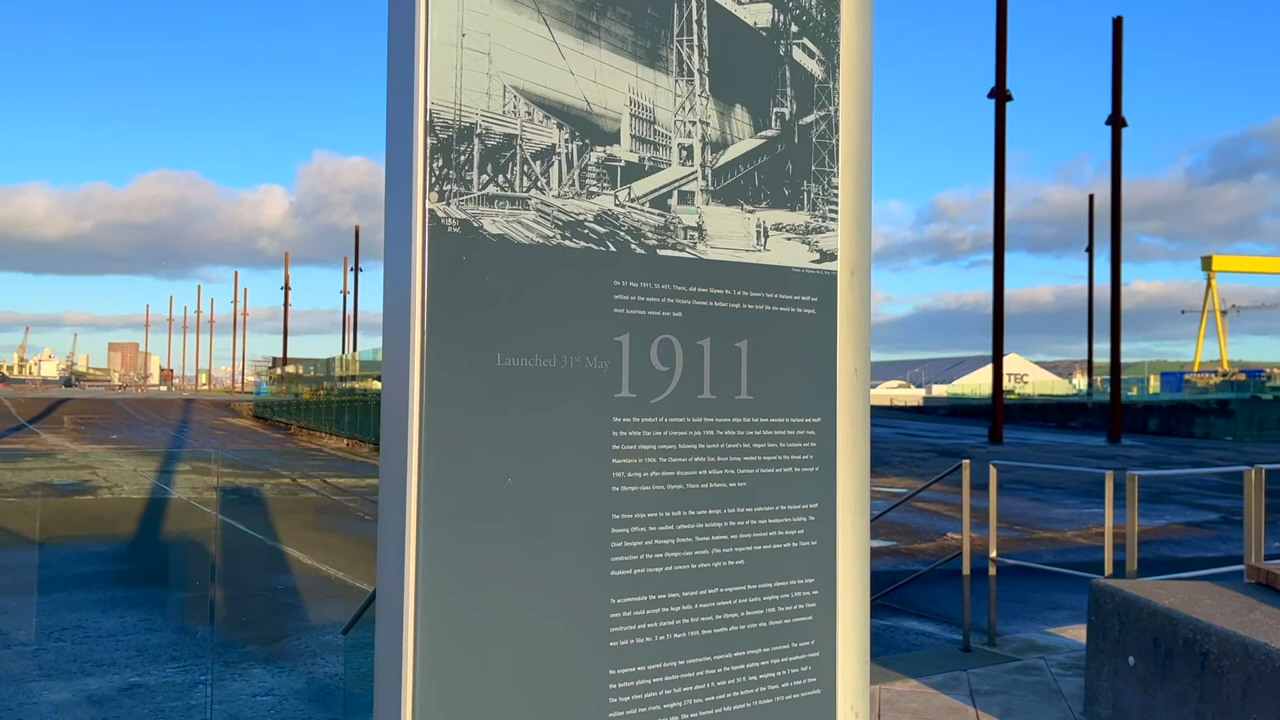 H1561
R.W.
Titanic at Slipway No.3, May 1911
On 31 May 1911, SS 401, Titanic, slid down Slipway No. 3 at the Queen's Yard of Harland and Wolff and
settled on the waters of the Victoria Channel in Belfast Lough. In her brief life she would be the largest,
most luxurious vessel ever built.
Launched 31st May 1911
She was the product of a contract to build three massive ships that had been awarded to Harland and Wolff
by the White Star Line of Liverpool in July 1908. The White Star Line had fallen behind their chief rivals,
the Cunard shipping company, following the launch of Cunard's fast, elegant liners, the Lusitania and the
Mauretania in 1906. The Chairman of White Star, Bruce Ismay, needed to respond to this threat and in
1907, during an after-dinner discussion with William Pirrie, Chairman of Harland and Wolff, the concept of
the Olympic-class liners, Olympic, Titanic and Britannic, was born.
The three ships were to be built to the same design, a task that was undertaken at the Harland and Wolff
Drawing Offices, two vaulted, cathedral-like buildings to the rear of the main headquarters building. The
Chief Designer and Managing Director, Thomas Andrews, was closely involved with the design and
construction of the new Olympic-class vessels. (This much respected man went down with the Titanic but
displayed great courage and concern for others right to the end).
To accommodate the new liners, Harland and Wolff re-engineered three existing slipways into two larger
ones that could accept the huge hulls. A massive network of Arrol Gantry, weighing some 5,900 tons, was
constructed and work started on the first vessel, the Olympic, in December 1908. The keel of the Titanic
was laid in Slip No. 3 on 31 March 1909, three months after her sister ship, Olympic was commenced.
No expense was spared during her construction, especially where strength was concerned. The seams of
the bottom plating were double-riveted and those on the topside plating were triple and quadruple-riveted.
The huge steel plates of her hull were about 6 ft. wide and 30 ft. long, weighing up to 3 tons. Half a
million solid iron rivets, weighing 270 tons, were used on the bottom of the Titanic, with a total of three
ship. She was framed and fully plated by 19 October 1910 and was successfully
TEC